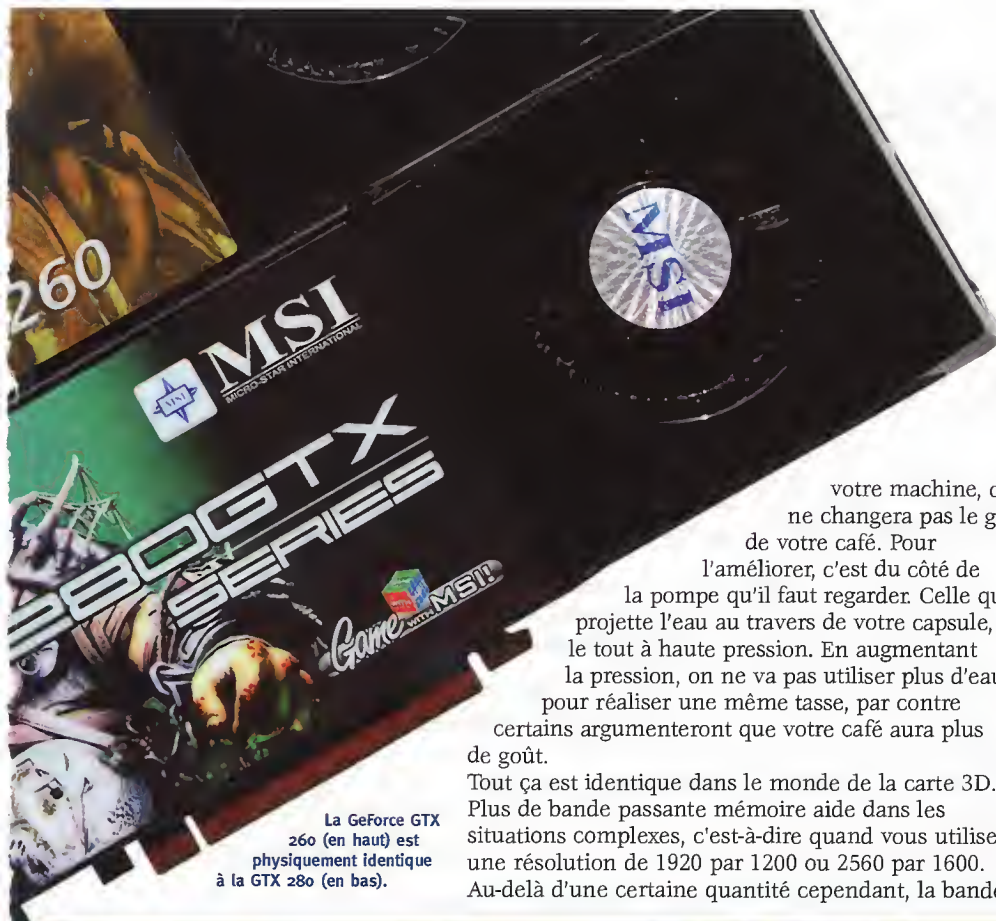 260
MSI
MSI
MICRO-STAR INTERNATIONAL
MSI
280GTX
SERIES
Game WITH MSI!
La GeForce GTX
260 (en haut) est
physiquement identique
à la GTX 280 (en bas).
votre machine,
ne changera pas le
de votre café. Pour
l'améliorer, c'est du côté de
la pompe qu'il faut regarder. Celle
projette l'eau au travers de votre capsule,
le tout à haute pression. En augmentant
la pression, on ne va pas utiliser plus d'eau
pour réaliser une même tasse, par contre
certains argumenteront que votre café aura plus
de goût.
Tout ça est identique dans le monde de la carte 3D.
Plus de bande passante mémoire aide dans les
situations complexes, c'est-à-dire quand vous utilisez
une résolution de 1920 par 1200 ou 2560 par 1600.
Au-delà d'une certaine quantité cependant, la bande